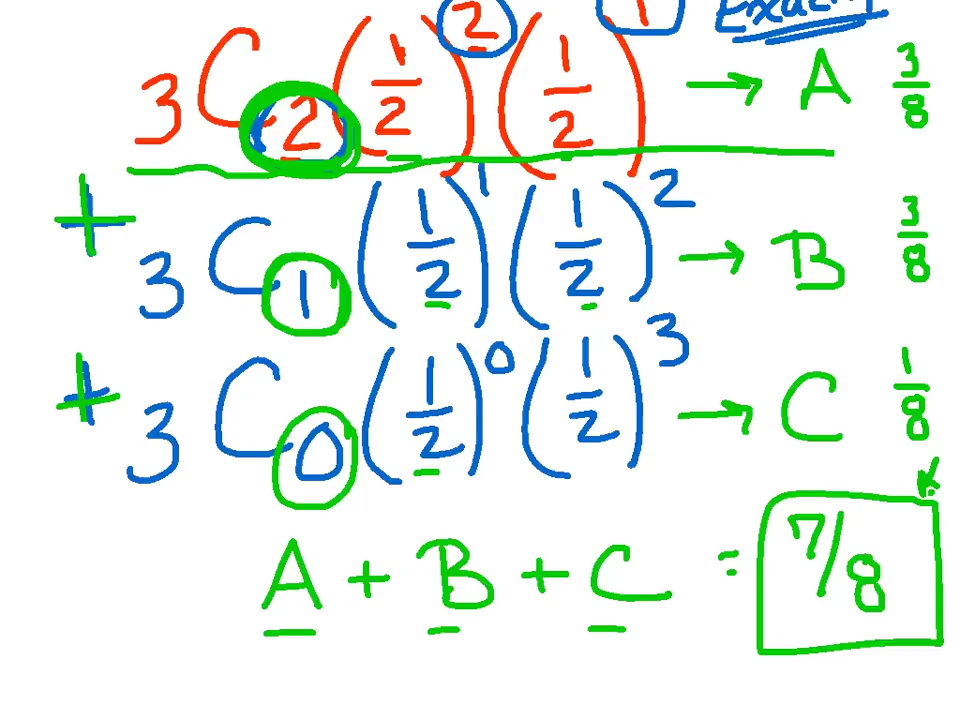 Exactly
3C2 (1/2)^2 (1/2)^1 → A 3/8
+ 3C1 (1/2)^1 (1/2)^2 → B 3/8
+ 3C0 (1/2)^0 (1/2)^3 → C 1/8
A + B + C = 7/8